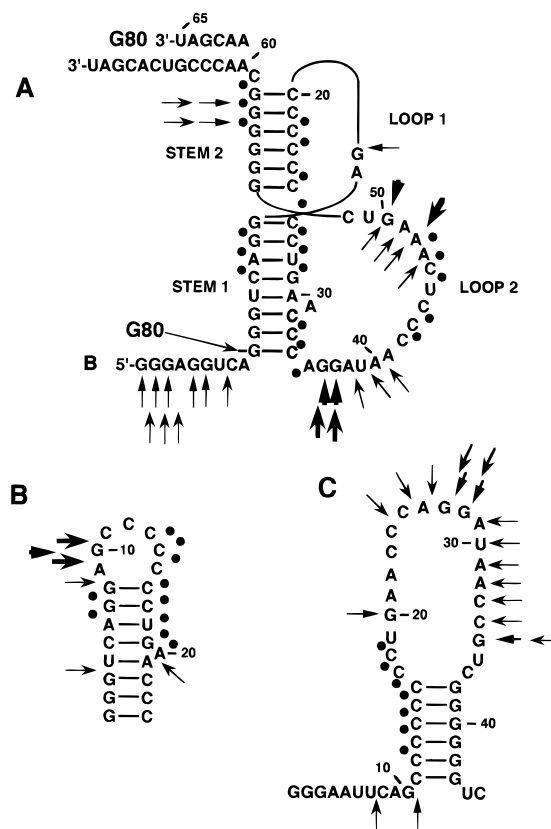 65
G80 3'-UAGCAA
60
3'-UAGCACUGCCCAA
C
A
G C 20
G C
G C
LOOP 1
G C
STEM 2
G
G C
A
G C
50
C U G
A
A
A
G C
G C
A U
C
C G
U
LOOP 2
STEM 1
U A 30
A
C
G C
C
G C
C
G80
40
A
A
G C
B 5'-GGGAGGUCA
AGGAU
B
C
C
C
C
G 10
C
A
G C
G C
A U
C G
U A
A 20
G C
G C
G C
C
C A G G
C
A
30 U
C
A
A
A
C
A
C
G 20
G
U
U
C
C
C
C G
C G
C G 40
C G
C G
10
C G
GGGAAUUCAG
UC